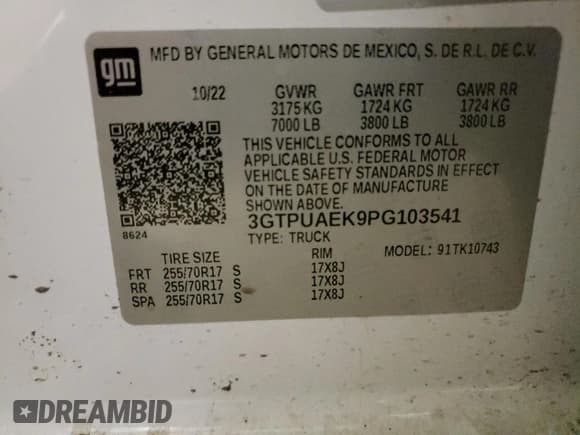 gm
MFD BY GENERAL MOTORS DE MEXICO, S. DE R.L. DE C.V.
10/22 GVWR GAWR FRT GAWR RR
3175 KG 1724 KG 1724 KG
7000 LB 3800 LB 3800 LB
THIS VEHICLE CONFORMS TO ALL
APPLICABLE U.S. FEDERAL MOTOR
VEHICLE SAFETY STANDARDS IN EFFECT
ON THE DATE OF MANUFACTURE
SHOWN ABOVE.
8624
3GTPUAEK9PG103541
TYPE: TRUCK MODEL: 91TK10743
TIRE SIZE RIM
FRT 255/70R17 S 17X8J
RR 255/70R17 S 17X8J
SPA 255/70R17 S 17X8J
DREAMBID